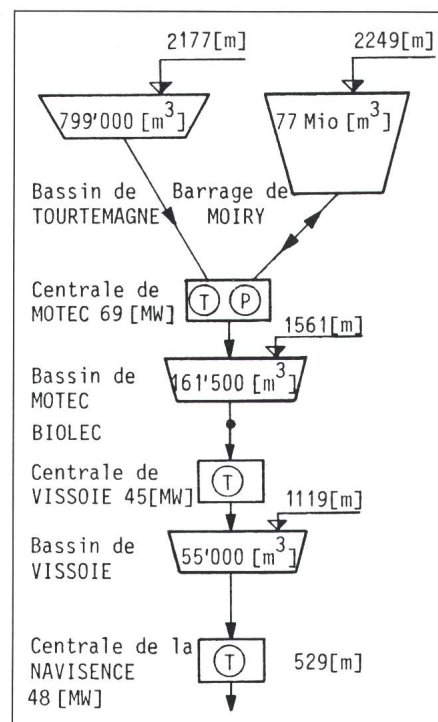 2177[m]
2249[m]
799'000 [m³]
77 Mio [m³]
Bassin de
TOURTEMAGNE
Barrage de
MOIRY
Centrale de
MOTEC 69 [MW]
T P
1561[m]
Bassin de
MOTEC
161'500 [m³]
BIOLEC
Centrale de
VISSOIE 45[MW]
T
1119[m]
Bassin de
VISSOIE
55'000 [m³]
Centrale de la
NAVISENCE
48 [MW]
T
529[m]